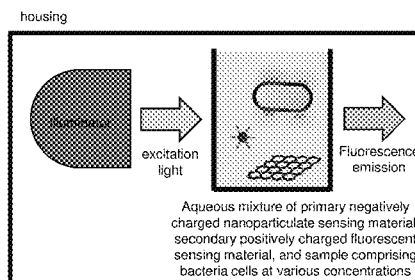 housing
illuminator
excitation
light
Fluorescence
emission
Aqueous mixture of primary negatively
charged nanoparticulate sensing material
secondary positively charged fluorescent
sensing material, and sample comprising
bacteria cells at various concentrations